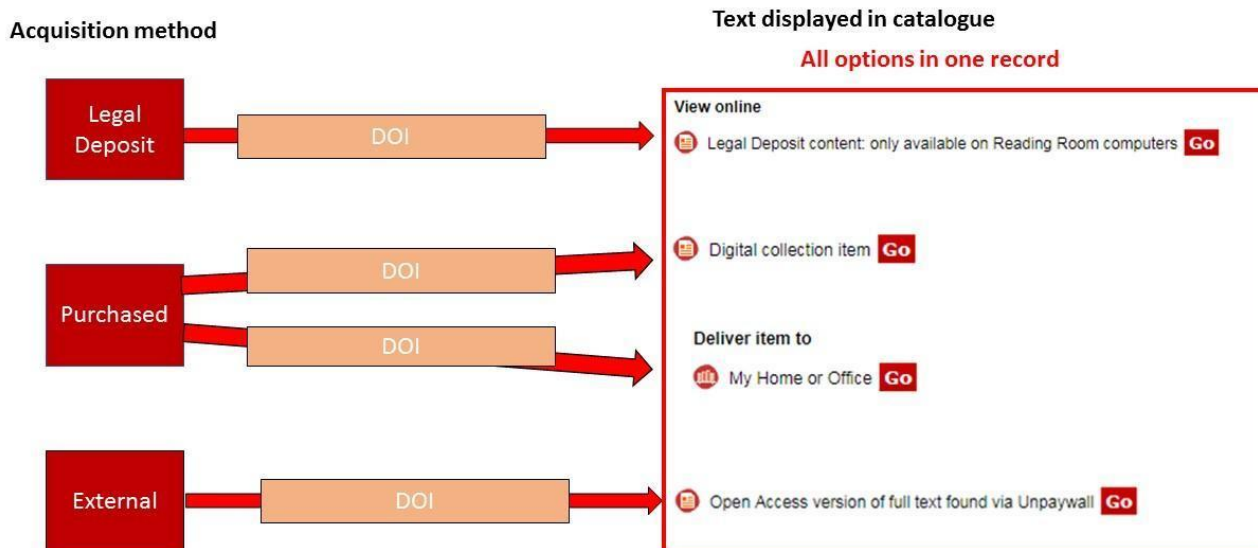 Acquisition method
Text displayed in catalogue
All options in one record
Legal
Deposit
DOI
View online
Legal Deposit content: only available on Reading Room computers Go
Purchased
DOI
DOI
Digital collection item Go
Deliver item to
My Home or Office Go
External
DOI
Open Access version of full text found via Unpaywall Go